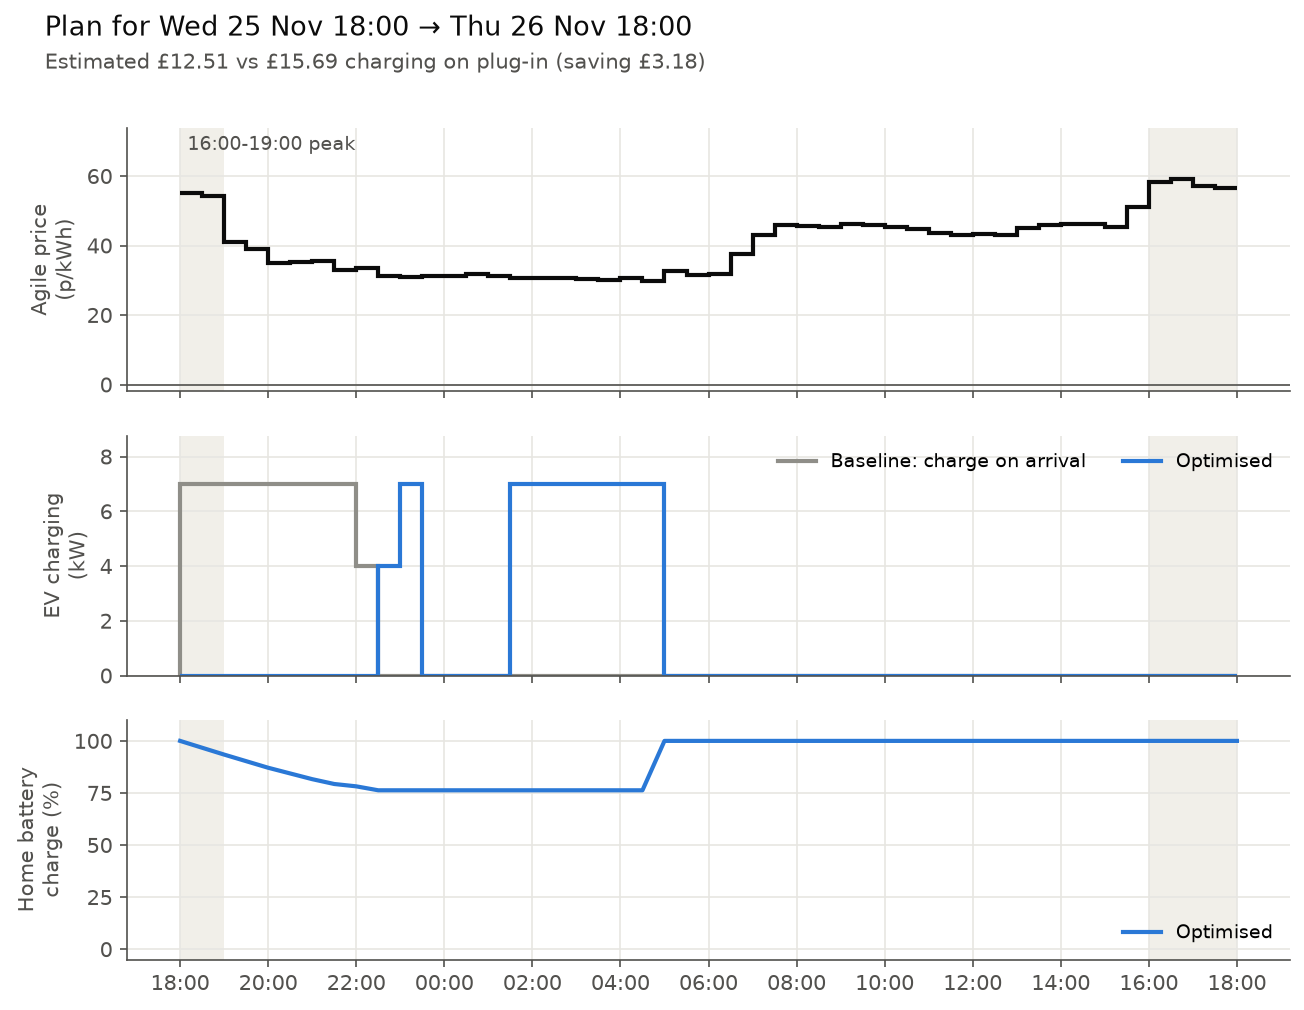 Plan for Wed 25 Nov 18:00 → Thu 26 Nov 18:00
Estimated £12.51 vs £15.69 charging on plug-in (saving £3.18)
16:00-19:00 peak
Agile price
(p/kWh)
60
40
20
0
Baseline: charge on arrival
Optimised
EV charging
(kW)
8
6
4
2
0
Home battery
charge (%)
100
75
50
25
0
Optimised
18:00 20:00 22:00 00:00 02:00 04:00 06:00 08:00 10:00 12:00 14:00 16:00 18:00